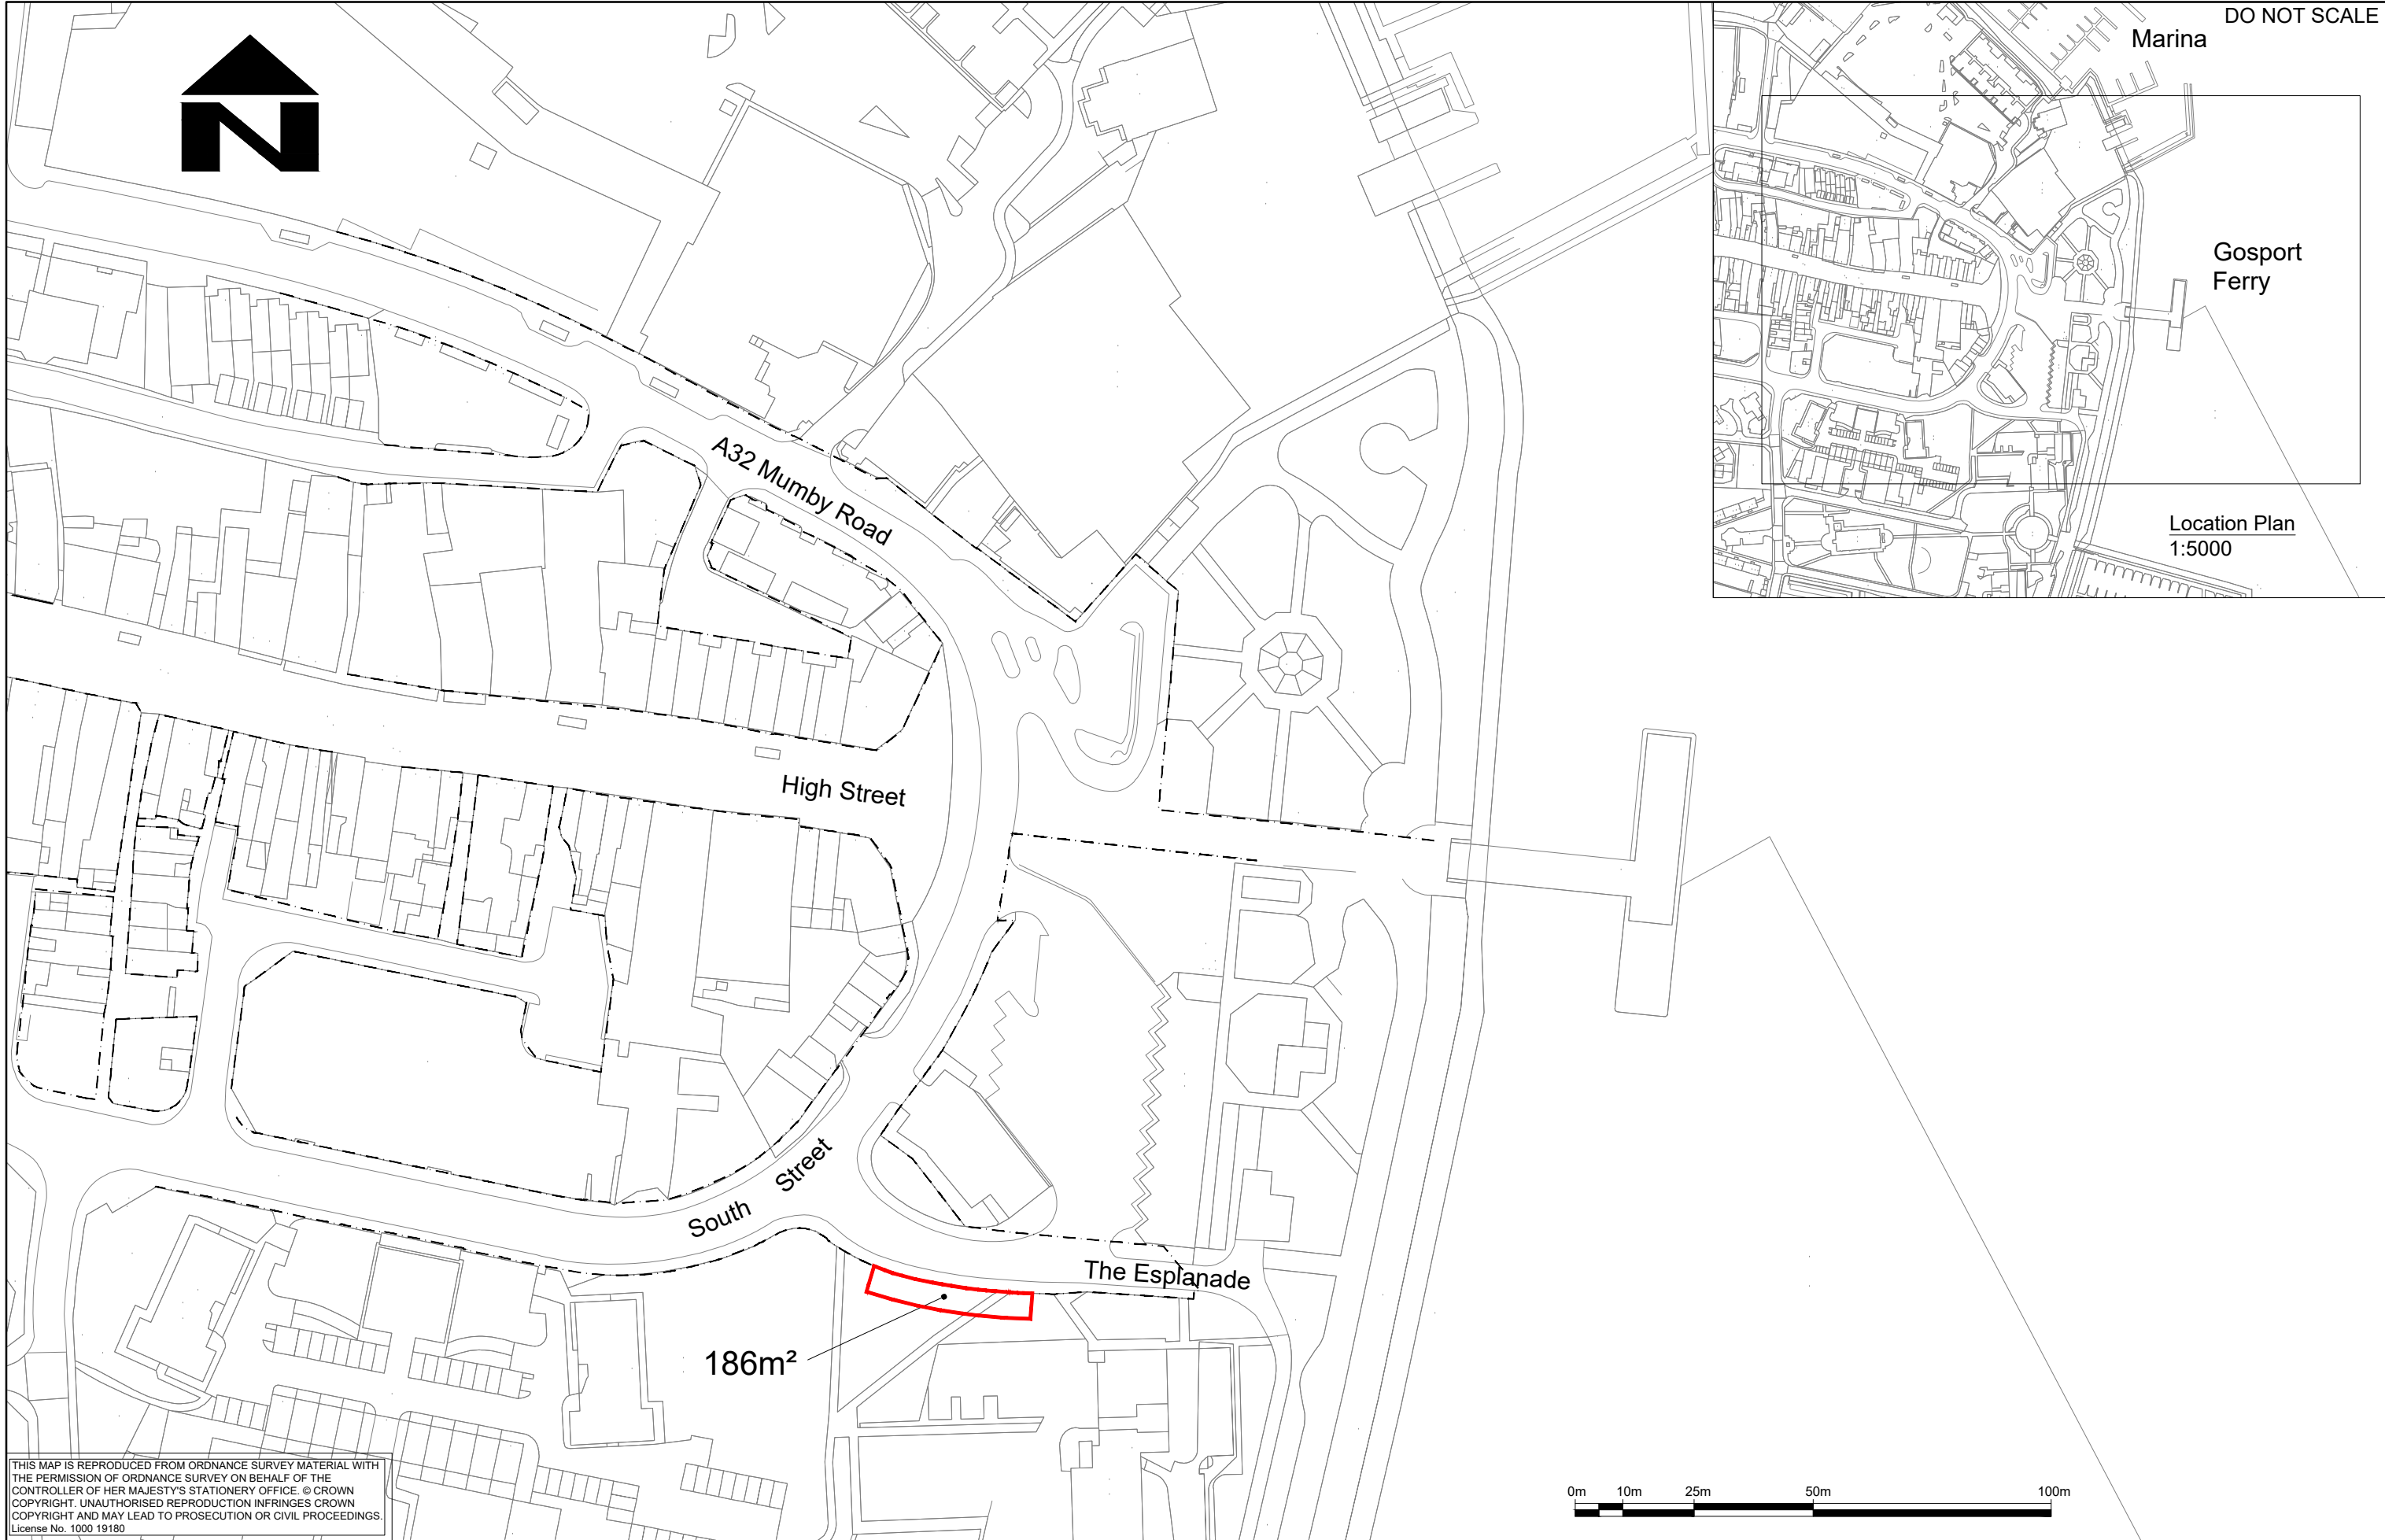 DO NOT SCALE
Marina
N
Gosport
Ferry
Location Plan
1:5000
A32 Mumby Road
High Street
South Street
The Esplanade
186m²
THIS MAP IS REPRODUCED FROM ORDNANCE SURVEY MATERIAL WITH
THE PERMISSION OF ORDNANCE SURVEY ON BEHALF OF THE
CONTROLLER OF HER MAJESTY'S STATIONERY OFFICE. © CROWN
COPYRIGHT. UNAUTHORISED REPRODUCTION INFRINGES CROWN
COPYRIGHT AND MAY LEAD TO PROSECUTION OR CIVIL PROCEEDINGS.
License No. 1000 19180
0m 10m 25m 50m 100m